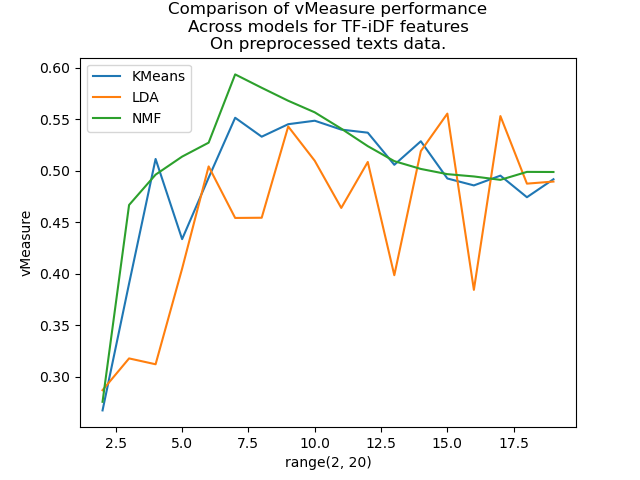 Comparison of vMeasure performance
Across models for TF-iDF features
On preprocessed texts data.
KMeans
LDA
NMF
0.60
0.55
0.50
0.45
0.40
0.35
0.30
vMeasure
2.5 5.0 7.5 10.0 12.5 15.0 17.5
range(2, 20)